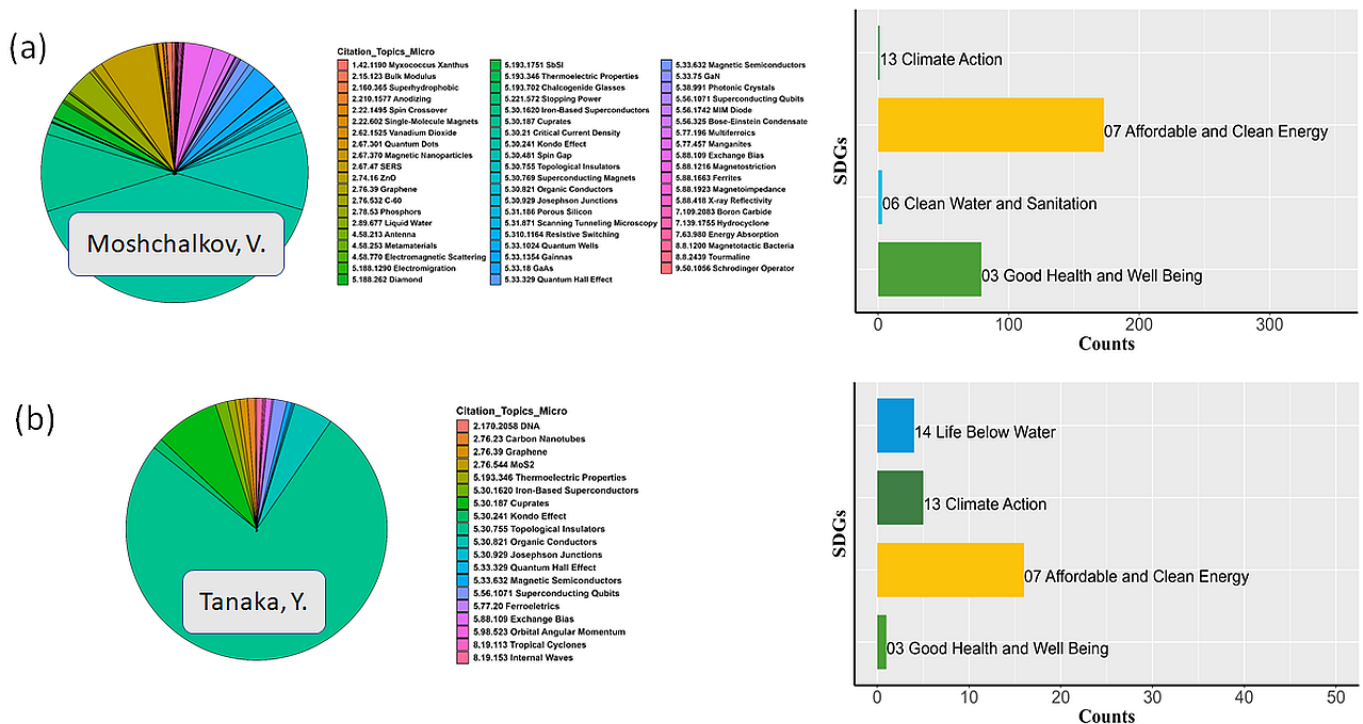 (a)
Moshchalkov, V.
Citation_Topics_Micro
1.42.1190 Myxococcus Xanthus
2.15.123 Bulk Modulus
2.160.365 Superhydrophobic
2.210.1577 Anodizing
2.22.1495 Spin Crossover
2.22.602 Single-Molecule Magnets
2.62.1525 Vanadium Dioxide
2.67.301 Quantum Dots
2.67.370 Magnetic Nanoparticles
2.67.47 SERS
2.74.16 ZnO
2.76.39 Graphene
2.76.532 C-60
2.78.53 Phosphors
2.89.677 Liquid Water
4.58.213 Antenna
4.58.253 Metamaterials
4.58.770 Electromagnetic Scattering
5.188.1290 Electromigration
5.188.262 Diamond
5.193.1751 SbSI
5.193.346 Thermoelectric Properties
5.193.702 Chalcogenide Glasses
5.221.572 Stopping Power
5.30.1620 Iron-Based Superconductors
5.30.187 Cuprates
5.30.21 Critical Current Density
5.30.241 Kondo Effect
5.30.481 Spin Gap
5.30.755 Topological Insulators
5.30.769 Superconducting Magnets
5.30.821 Organic Conductors
5.30.929 Josephson Junctions
5.31.186 Porous Silicon
5.31.871 Scanning Tunneling Microscopy
5.310.1164 Resistive Switching
5.33.1024 Quantum Wells
5.33.1354 Gainnas
5.33.18 GaAs
5.33.329 Quantum Hall Effect
5.33.632 Magnetic Semiconductors
5.33.75 GaN
5.38.991 Photonic Crystals
5.56.1071 Superconducting Qubits
5.56.1742 MIM Diode
5.56.325 Bose-Einstein Condensate
5.77.196 Multiferroics
5.77.457 Manganites
5.88.109 Exchange Bias
5.88.1216 Magnetostriction
5.88.1663 Ferrites
5.88.1923 Magnetoimpedance
5.88.418 X-ray Reflectivity
7.109.2083 Boron Carbide
7.139.1755 Hydrocyclone
7.63.980 Energy Absorption
8.8.1200 Magnetotactic Bacteria
8.8.2439 Tourmaline
9.50.1056 Schrodinger Operator
SDGs
13 Climate Action
07 Affordable and Clean Energy
06 Clean Water and Sanitation
03 Good Health and Well Being
0 100 200 300
Counts
(b)
Tanaka, Y.
Citation_Topics_Micro
2.170.2058 DNA
2.76.23 Carbon Nanotubes
2.76.39 Graphene
2.76.544 MoS2
5.193.346 Thermoelectric Properties
5.30.1620 Iron-Based Superconductors
5.30.187 Cuprates
5.30.241 Kondo Effect
5.30.755 Topological Insulators
5.30.821 Organic Conductors
5.30.929 Josephson Junctions
5.33.329 Quantum Hall Effect
5.33.632 Magnetic Semiconductors
5.56.1071 Superconducting Qubits
5.77.20 Ferroeletrics
5.88.109 Exchange Bias
5.98.523 Orbital Angular Momentum
8.19.113 Tropical Cyclones
8.19.153 Internal Waves
SDGs
14 Life Below Water
13 Climate Action
07 Affordable and Clean Energy
03 Good Health and Well Being
0 10 20 30 40 50
Counts